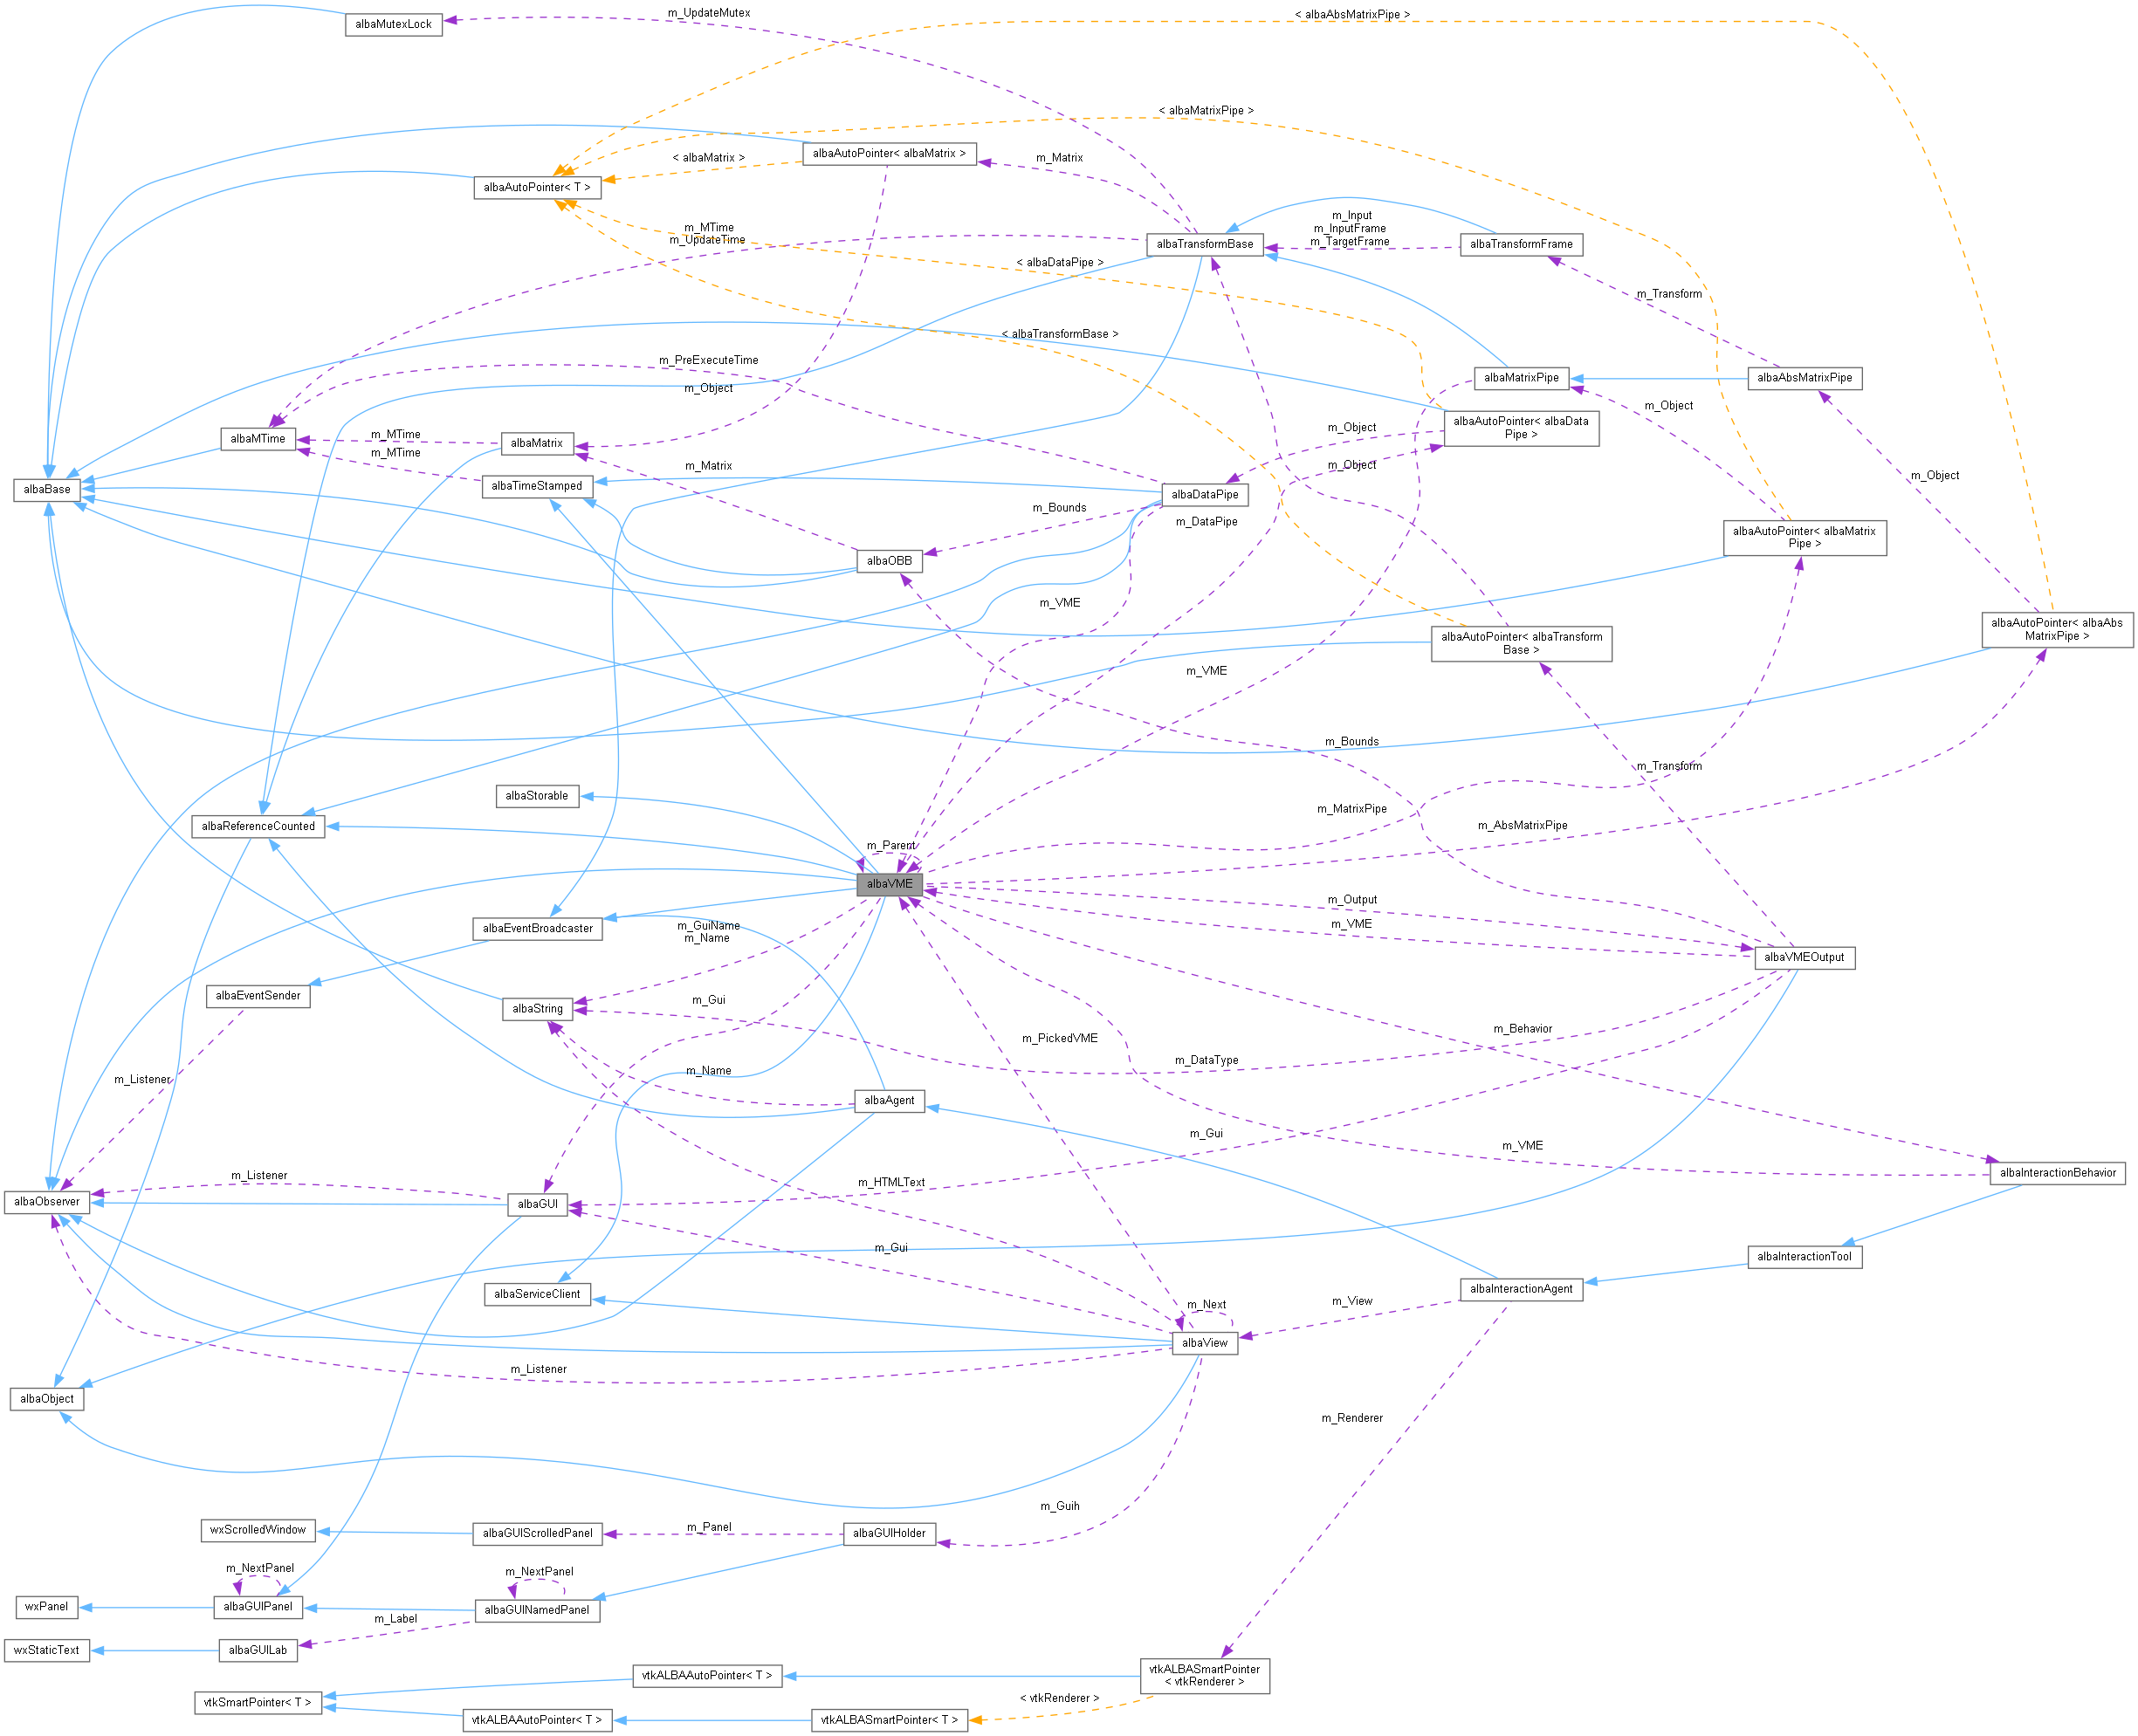 m_UpdateMutex
< albaAbsMatrixPipe >
albaMutexLock
< albaMatrixPipe >
albaAutoPointer< albaMatrix >
< albaMatrix >
m_Matrix
albaAutoPointer< T >
m_MTime
m_UpdateTime
m_Input
m_InputFrame
m_TargetFrame
albaTransformBase
albaTransformFrame
< albaDataPipe >
m_Transform
< albaTransformBase >
m_PreExecuteTime
m_Object
albaMatrixPipe
albaAbsMatrixPipe
m_Object
albaAutoPointer< albaData
Pipe >
m_Object
albaMTime
m_MTime
albaMatrix
m_MTime
m_Matrix
m_Object
m_Object
albaBase
albaTimeStamped
albaDataPipe
m_Bounds
m_DataPipe
albaAutoPointer< albaMatrix
Pipe >
albaOBB
m_VME
albaAutoPointer< albaAbs
MatrixPipe >
albaAutoPointer< albaTransform
Base >
m_VME
m_Bounds
m_Transform
albaStorable
m_MatrixPipe
m_AbsMatrixPipe
albaReferenceCounted
m_Parent
albaVME
m_Output
m_VME
albaEventBroadcaster
m_GuiName
m_Name
albaVMEOutput
albaEventSender
albaString
m_Gui
m_PickedVME
m_Behavior
m_DataType
m_Listener
m_Name
albaAgent
m_Gui
m_VME
albaInteractionBehavior
m_Listener
m_HTMLText
albaObserver
albaGUI
m_Gui
albaInteractionTool
albaServiceClient
albaInteractionAgent
m_Next
m_View
albaView
m_Listener
albaObject
m_Renderer
m_Guih
wxScrolledWindow
albaGUIScrolledPanel
m_Panel
albaGUIHolder
m_NextPanel
m_NextPanel
wxPanel
albaGUIPanel
albaGUINamedPanel
m_Label
wxStaticText
albaGUILab
vtkALBAAutoPointer< T >
vtkALBASmartPointer
< vtkRenderer >
vtkSmartPointer< T >
< vtkRenderer >
vtkALBAAutoPointer< T >
vtkALBASmartPointer< T >